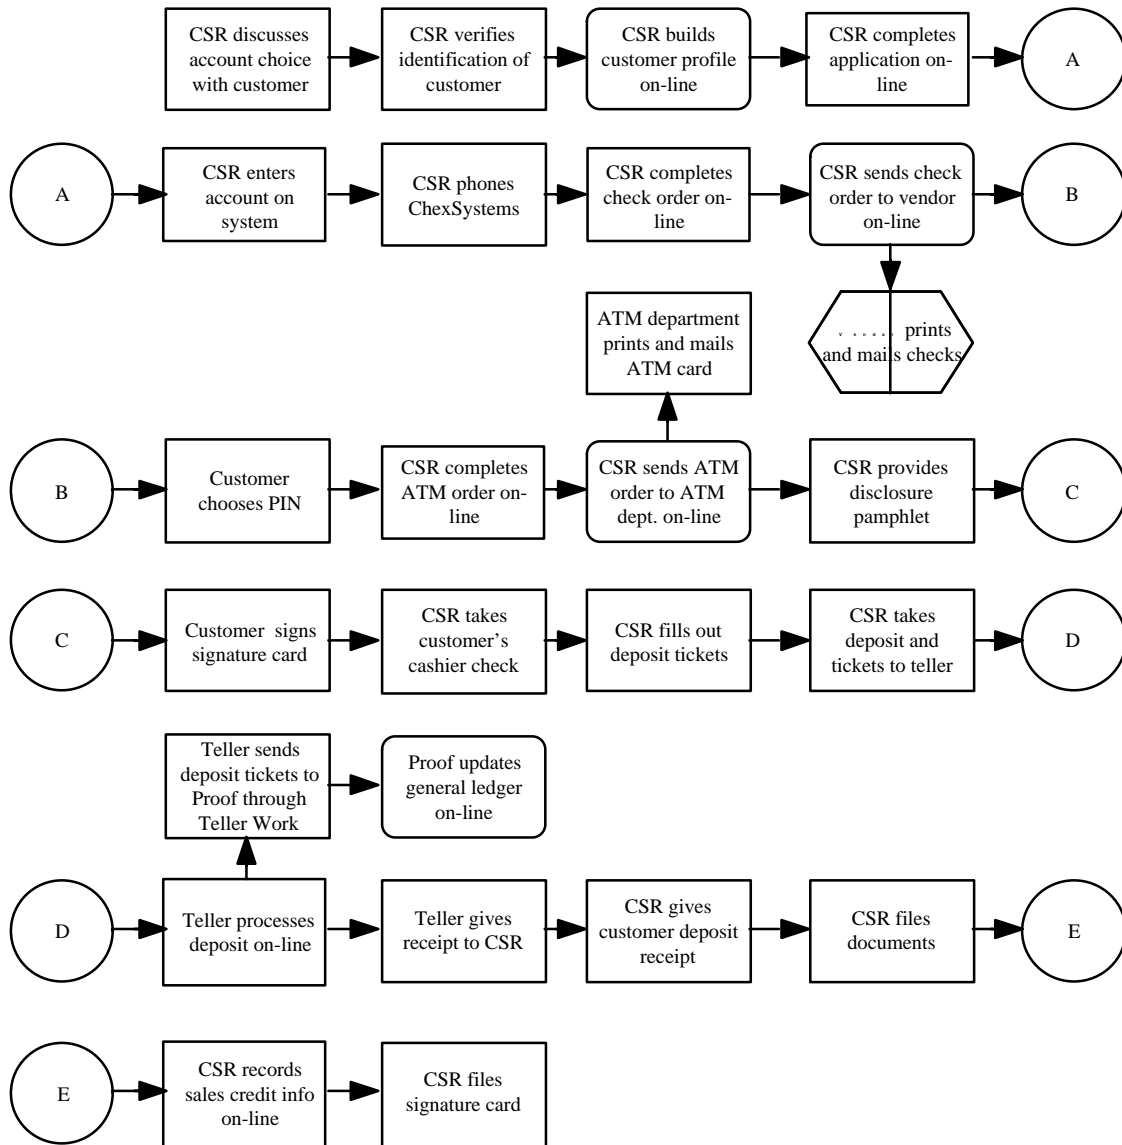 CSR discusses
account choice
with customer
CSR verifies
identification of
customer
CSR builds
customer profile
on-line
CSR completes
application on-
line
A
A
CSR enters
account on
system
CSR phones
ChexSystems
CSR completes
check order on-
line
CSR sends check
order to vendor
on-line
B
prints
and mails checks
ATM department
prints and mails
ATM card
B
Customer
chooses PIN
CSR completes
ATM order on-
line
CSR sends ATM
order to ATM
dept. on-line
CSR provides
disclosure
pamphlet
C
C
Customer signs
signature card
CSR takes
customer's
cashier check
CSR fills out
deposit tickets
CSR takes
deposit and
tickets to teller
D
Teller sends
deposit tickets to
Proof through
Teller Work
Proof updates
general ledger
on-line
D
Teller processes
deposit on-line
Teller gives
receipt to CSR
CSR gives
customer deposit
receipt
CSR files
documents
E
E
CSR records
sales credit info
on-line
CSR files
signature card